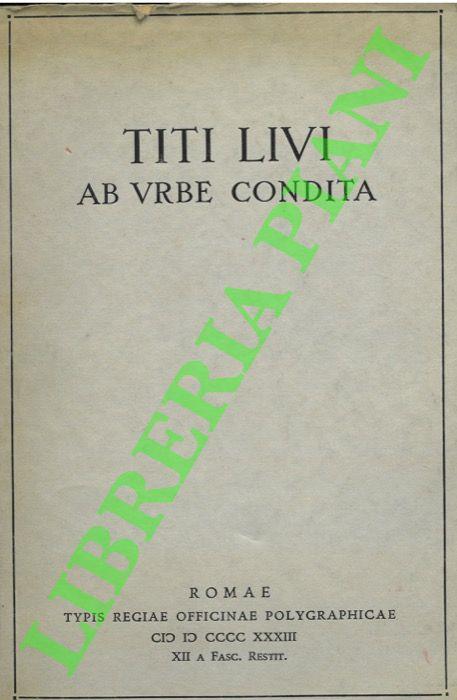 TITI LIVI
AB VRBE CONDITA
LIBRERIA PIANI
ROMAE
TYPIS REGIAE OFFICINAE POLYGRAPHICAE
CIↃ IↃ CCCC XXXIII
XII A FASC. RESTIT.